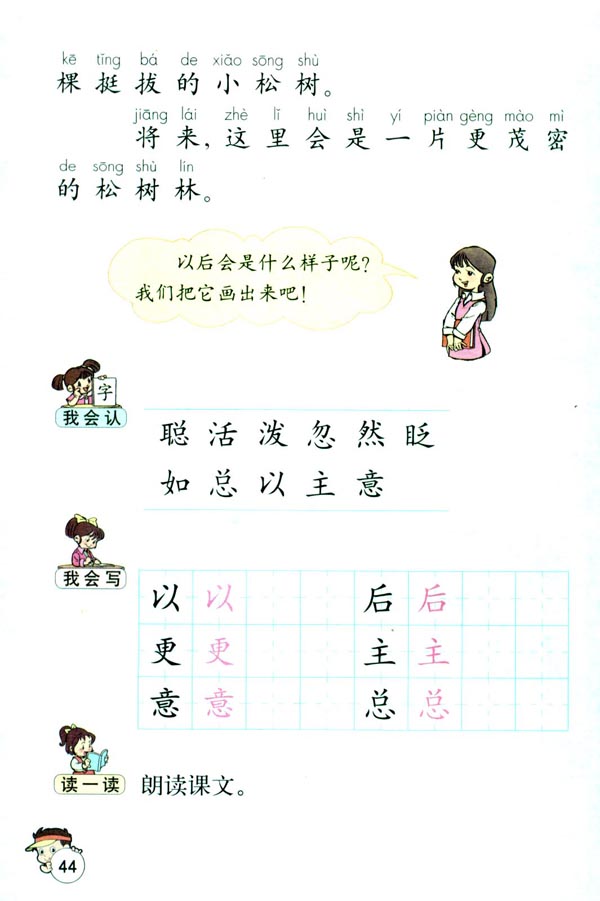 kē tǐng bá de xiǎo sōng shù
棵挺拔的小松树。
jiāng lái zhè lǐ huì shì yí piàn gèng mào mì
将来，这里会是一片更茂密
de sōng shù lín
的松树林。
以后会是什么样子呢？
我们把它画出来吧！
字
我会认
聪活泼忽然眨
如总以主意
我会写
以 以 后 后
更 更 主 主
意 意 总 总
读一读
朗读课文。
44